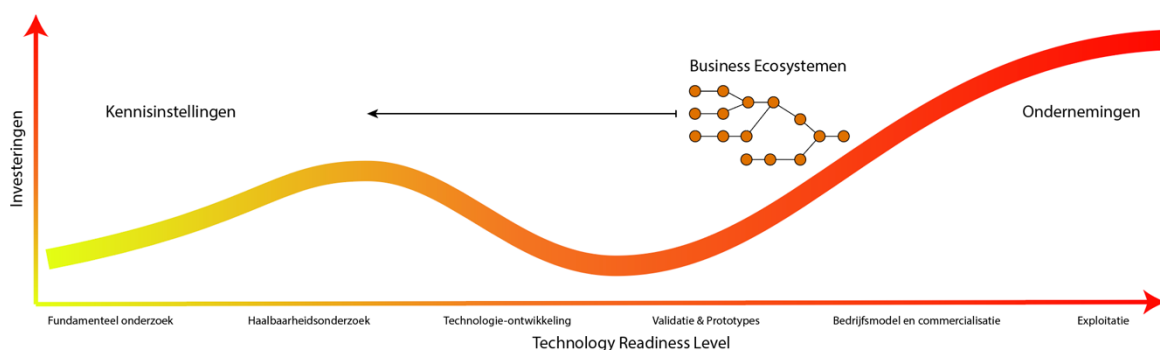 Business Ecosystemen
Kennisinstellingen
Ondernemingen
Investeringen
Fundamenteel onderzoek
Haalbaarheidsonderzoek
Technologie-ontwikkeling
Validatie & Prototypes
Bedrijfsmodel en commercialisatie
Exploitatie
Technology Readiness Level